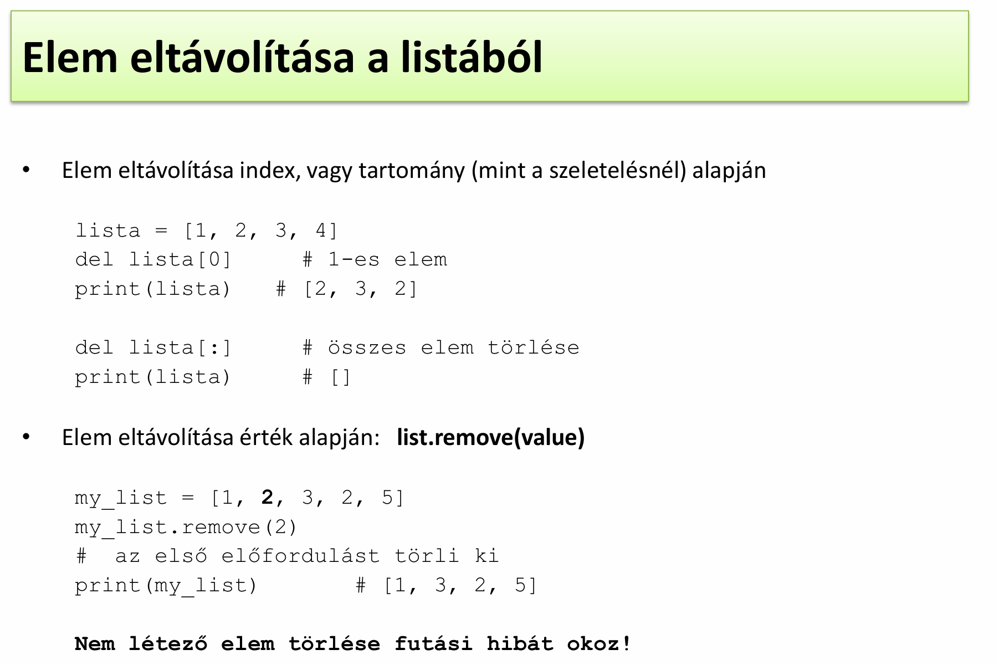 Elem eltávolítása a listából
• Elem eltávolítása index, vagy tartomány (mint a szeletelésnél) alapján
lista = [1, 2, 3, 4]
del lista[0]     # 1-es elem
print(lista)   # [2, 3, 2]
del lista[:]     # összes elem törlése
print(lista)     # []
• Elem eltávolítása érték alapján:   list.remove(value)
my_list = [1, 2, 3, 2, 5]
my_list.remove(2)
#  az első előfordulást törli ki
print(my_list)       # [1, 3, 2, 5]
Nem létező elem törlése futási hibát okoz!